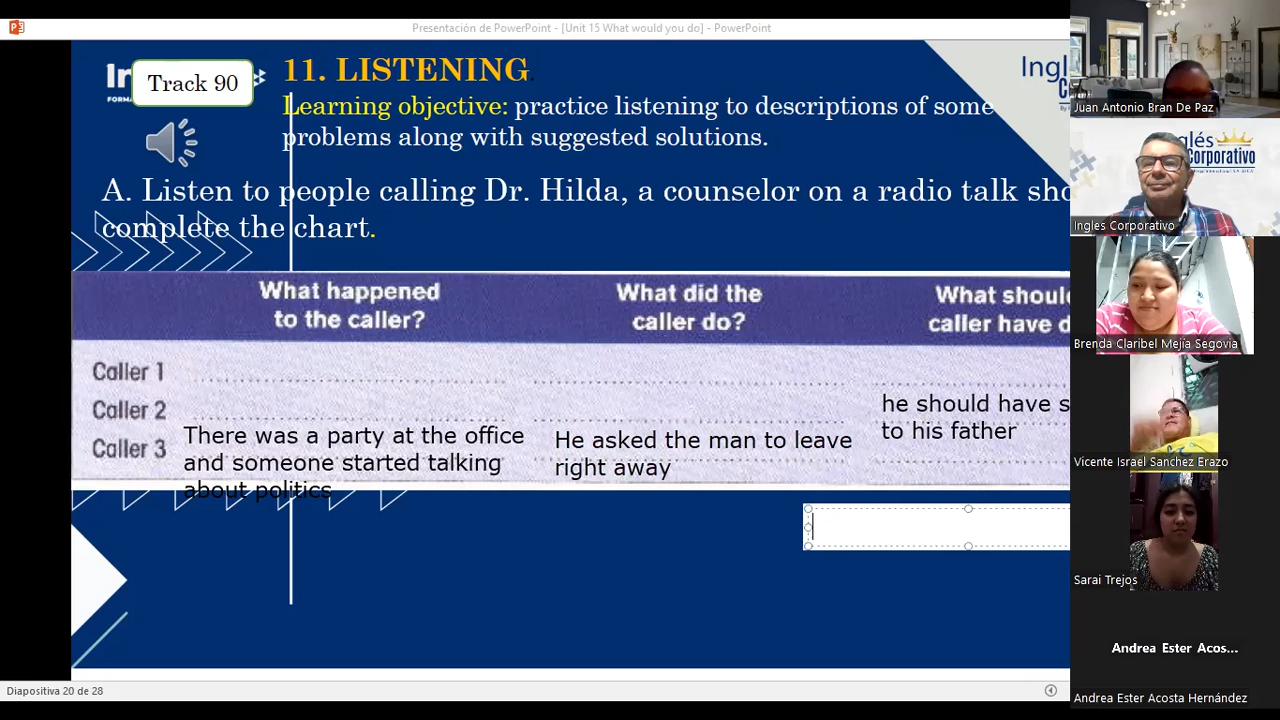 Presentación de PowerPoint - [Unit 15 What would you do] - PowerPoint
Track 90
11. LISTENING.
Learning objective: practice listening to descriptions of some
problems along with suggested solutions.
A. Listen to people calling Dr. Hilda, a counselor on a radio talk
complete the chart.
What happened
to the caller?
What did the
caller do?
What
caller have
Caller 1
Caller 2
Caller 3
There was a party at the office
and someone started talking
about politics
He asked the man to leave
right away
he should have
to his father
Diapositiva 20 de 28
Juan Antonio Bran De Paz
Inglés
Corporativo
Ingles Corporativo
Brenda Claribel Mejía Segovia
Vicente Israel Sanchez Erazo
Sarai Trejos
Andrea Ester Acos...
Andrea Ester Acosta Hernández